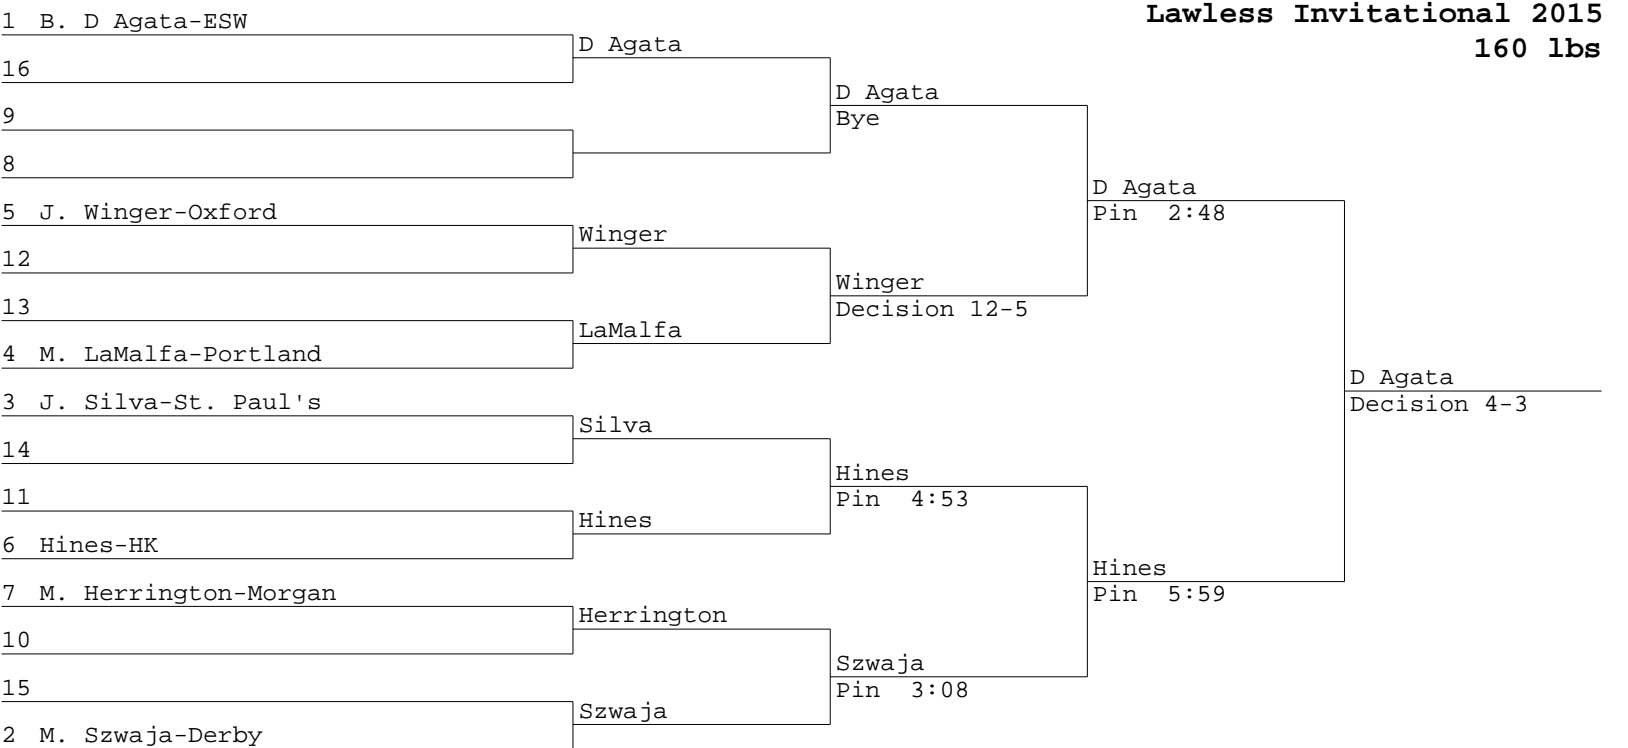 Lawless Invitational 2015
160 lbs
1 B. D Agata-ESW
16
9
8
5 J. Winger-Oxford
12
13
4 M. LaMalfa-Portland
3 J. Silva-St. Paul's
14
11
6 Hines-HK
7 M. Herrington-Morgan
10
15
2 M. Szwaja-Derby
D Agata
Winger
LaMalfa
Silva
Hines
Herrington
Szwaja
D Agata
Bye
Winger
Decision 12-5
Hines
Pin 4:53
Szwaja
Pin 3:08
D Agata
Pin 2:48
Hines
Pin 5:59
D Agata
Decision 4-3